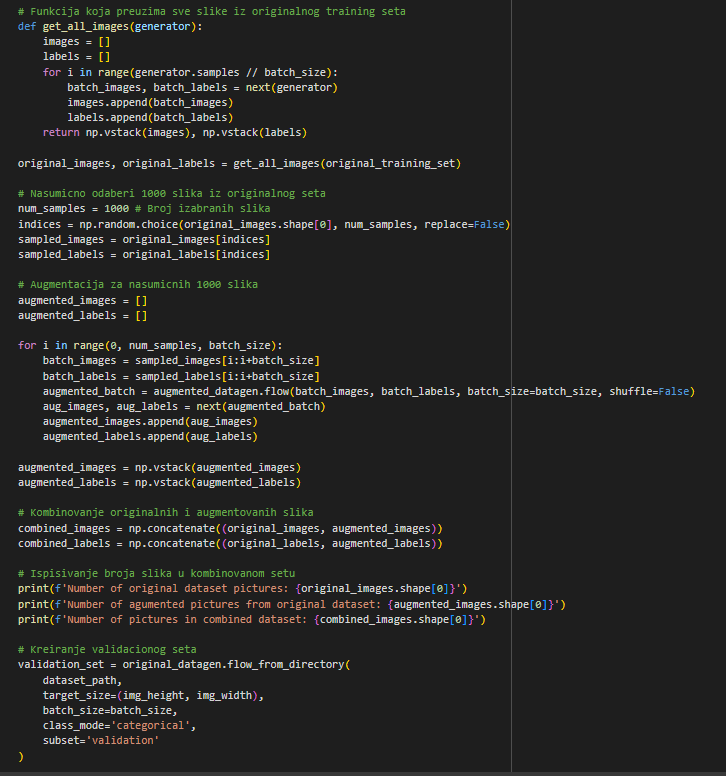 # Funkcija koja preuzima sve slike iz originalnog training seta
def get_all_images(generator):
    images = []
    labels = []
    for i in range(generator.samples // batch_size):
        batch_images, batch_labels = next(generator)
        images.append(batch_images)
        labels.append(batch_labels)
    return np.vstack(images), np.vstack(labels)

original_images, original_labels = get_all_images(original_training_set)

# Nasumicno odaberi 1000 slika iz originalnog seta
num_samples = 1000 # Broj izabranih slika
indices = np.random.choice(original_images.shape[0], num_samples, replace=False)
sampled_images = original_images[indices]
sampled_labels = original_labels[indices]

# Augmentacija za nasumicnih 1000 slika
augmented_images = []
augmented_labels = []

for i in range(0, num_samples, batch_size):
    batch_images = sampled_images[i:i+batch_size]
    batch_labels = sampled_labels[i:i+batch_size]
    augmented_batch = augmented_datagen.flow(batch_images, batch_labels, batch_size=batch_size, shuffle=False)
    aug_images, aug_labels = next(augmented_batch)
    augmented_images.append(aug_images)
    augmented_labels.append(aug_labels)

augmented_images = np.vstack(augmented_images)
augmented_labels = np.vstack(augmented_labels)

# Kombinovanje originalnih i augmentovanih slika
combined_images = np.concatenate((original_images, augmented_images))
combined_labels = np.concatenate((original_labels, augmented_labels))

# Ispisivanje broja slika u kombinovanom setu
print(f'Number of original dataset pictures: {original_images.shape[0]}')
print(f'Number of agumented pictures from original dataset: {augmented_images.shape[0]}')
print(f'Number of pictures in combined dataset: {combined_images.shape[0]}')

# Kreiranje validacionog seta
validation_set = original_datagen.flow_from_directory(
    dataset_path,
    target_size=(img_height, img_width),
    batch_size=batch_size,
    class_mode='categorical',
    subset='validation'
)